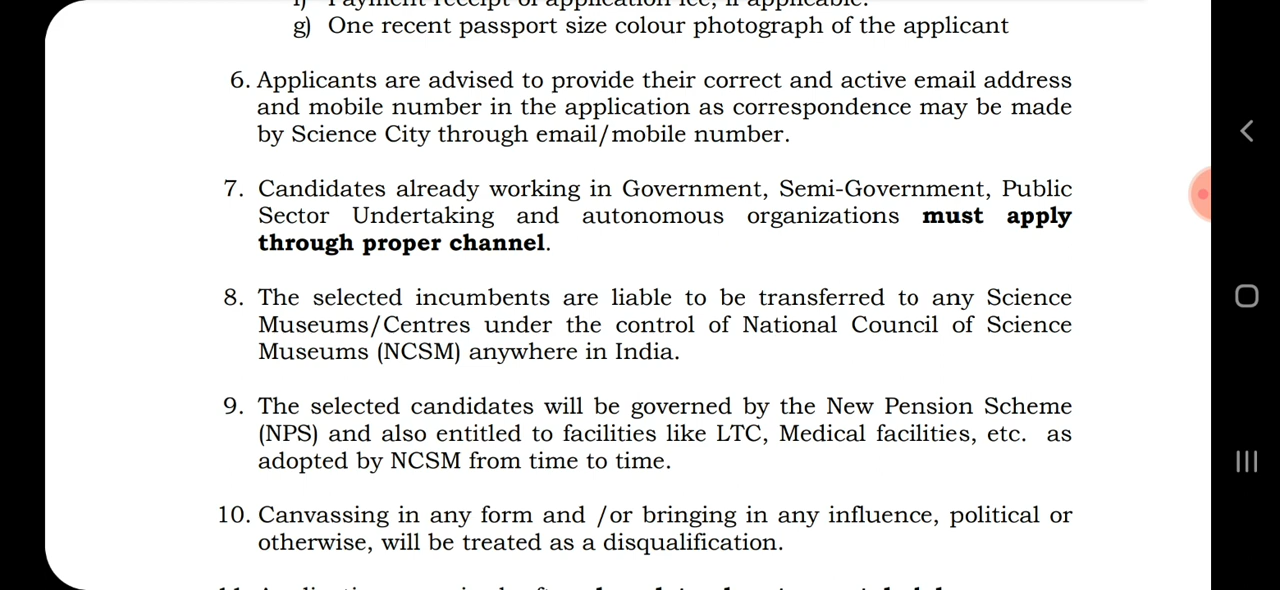 f) Payment receipt of application fee, if applicable.
g) One recent passport size colour photograph of the applicant
6. Applicants are advised to provide their correct and active email address
and mobile number in the application as correspondence may be made
by Science City through email/mobile number.
7. Candidates already working in Government, Semi-Government, Public
Sector Undertaking and autonomous organizations must apply
through proper channel.
8. The selected incumbents are liable to be transferred to any Science
Museums/Centres under the control of National Council of Science
Museums (NCSM) anywhere in India.
9. The selected candidates will be governed by the New Pension Scheme
(NPS) and also entitled to facilities like LTC, Medical facilities, etc. as
adopted by NCSM from time to time.
10. Canvassing in any form and /or bringing in any influence, political or
otherwise, will be treated as a disqualification.